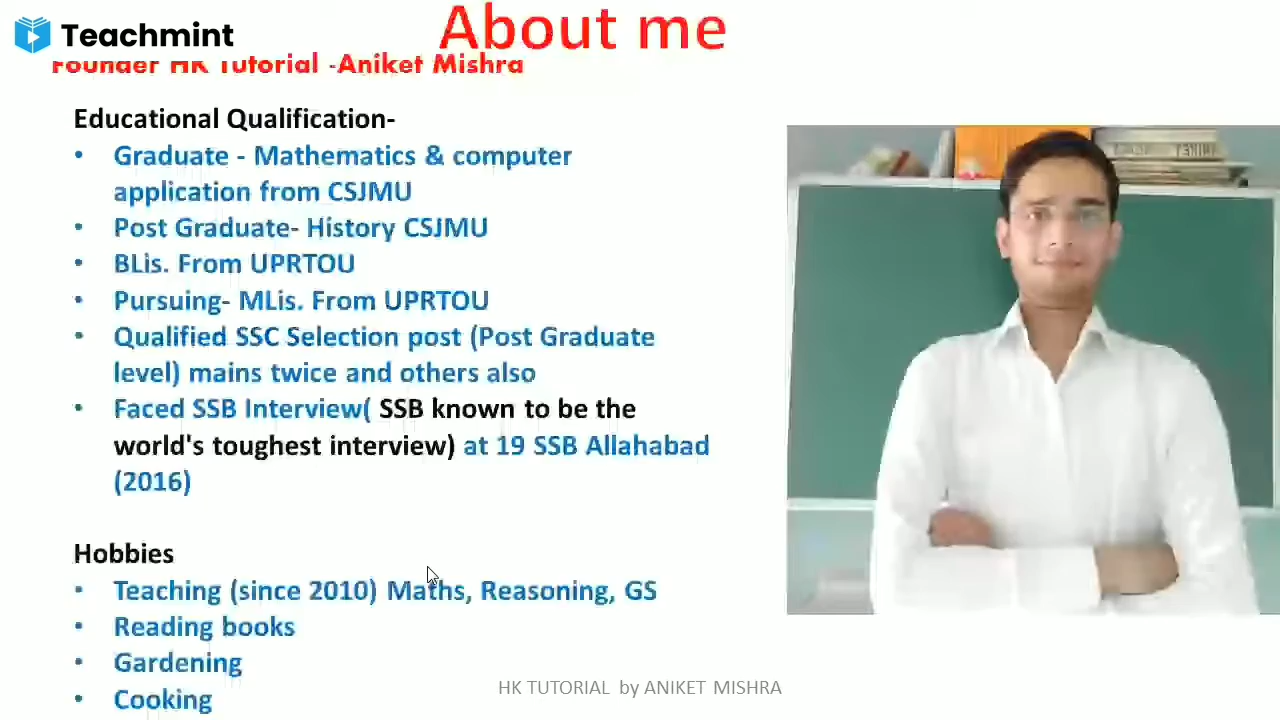 Teachmint
About me
Founder HK Tutorial -Aniket Mishra
Educational Qualification-
• Graduate - Mathematics & computer
application from CSJMU
• Post Graduate- History CSJMU
• BLis. From UPRTOU
• Pursuing- MLis. From UPRTOU
• Qualified SSC Selection post (Post Graduate
level) mains twice and others also
• Faced SSB Interview( SSB known to be the
world's toughest interview) at 19 SSB Allahabad
(2016)
Hobbies
• Teaching (since 2010) Maths, Reasoning, GS
• Reading books
• Gardening
• Cooking
HK TUTORIAL by ANIKET MISHRA